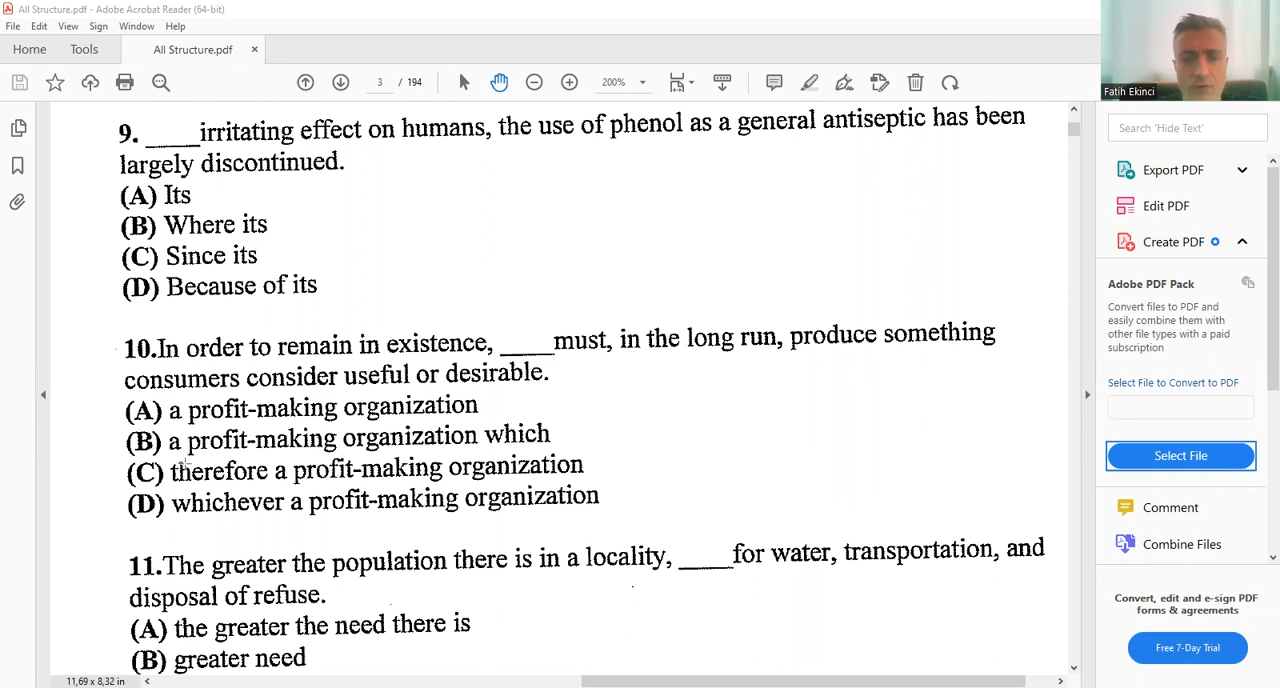 All Structure.pdf - Adobe Acrobat Reader (64-bit)
File Edit View Sign Window Help
Home Tools All Structure.pdf ×
3 / 194 200%
Fatih Ekinci
9. ____irritating effect on humans, the use of phenol as a general antiseptic has been
largely discontinued.
(A) Its
(B) Where its
(C) Since its
(D) Because of its
10.In order to remain in existence, ____must, in the long run, produce something
consumers consider useful or desirable.
(A) a profit-making organization
(B) a profit-making organization which
(C) therefore a profit-making organization
(D) whichever a profit-making organization
11.The greater the population there is in a locality, ____for water, transportation, and
disposal of refuse.
(A) the greater the need there is
(B) greater need
11,69 x 8,32 in
Search 'Hide Text'
Export PDF
Edit PDF
Create PDF
Adobe PDF Pack
Convert files to PDF and
easily combine them with
other file types with a paid
subscription
Select File to Convert to PDF
Select File
Comment
Combine Files
Convert, edit and e-sign PDF
forms & agreements
Free 7-Day Trial